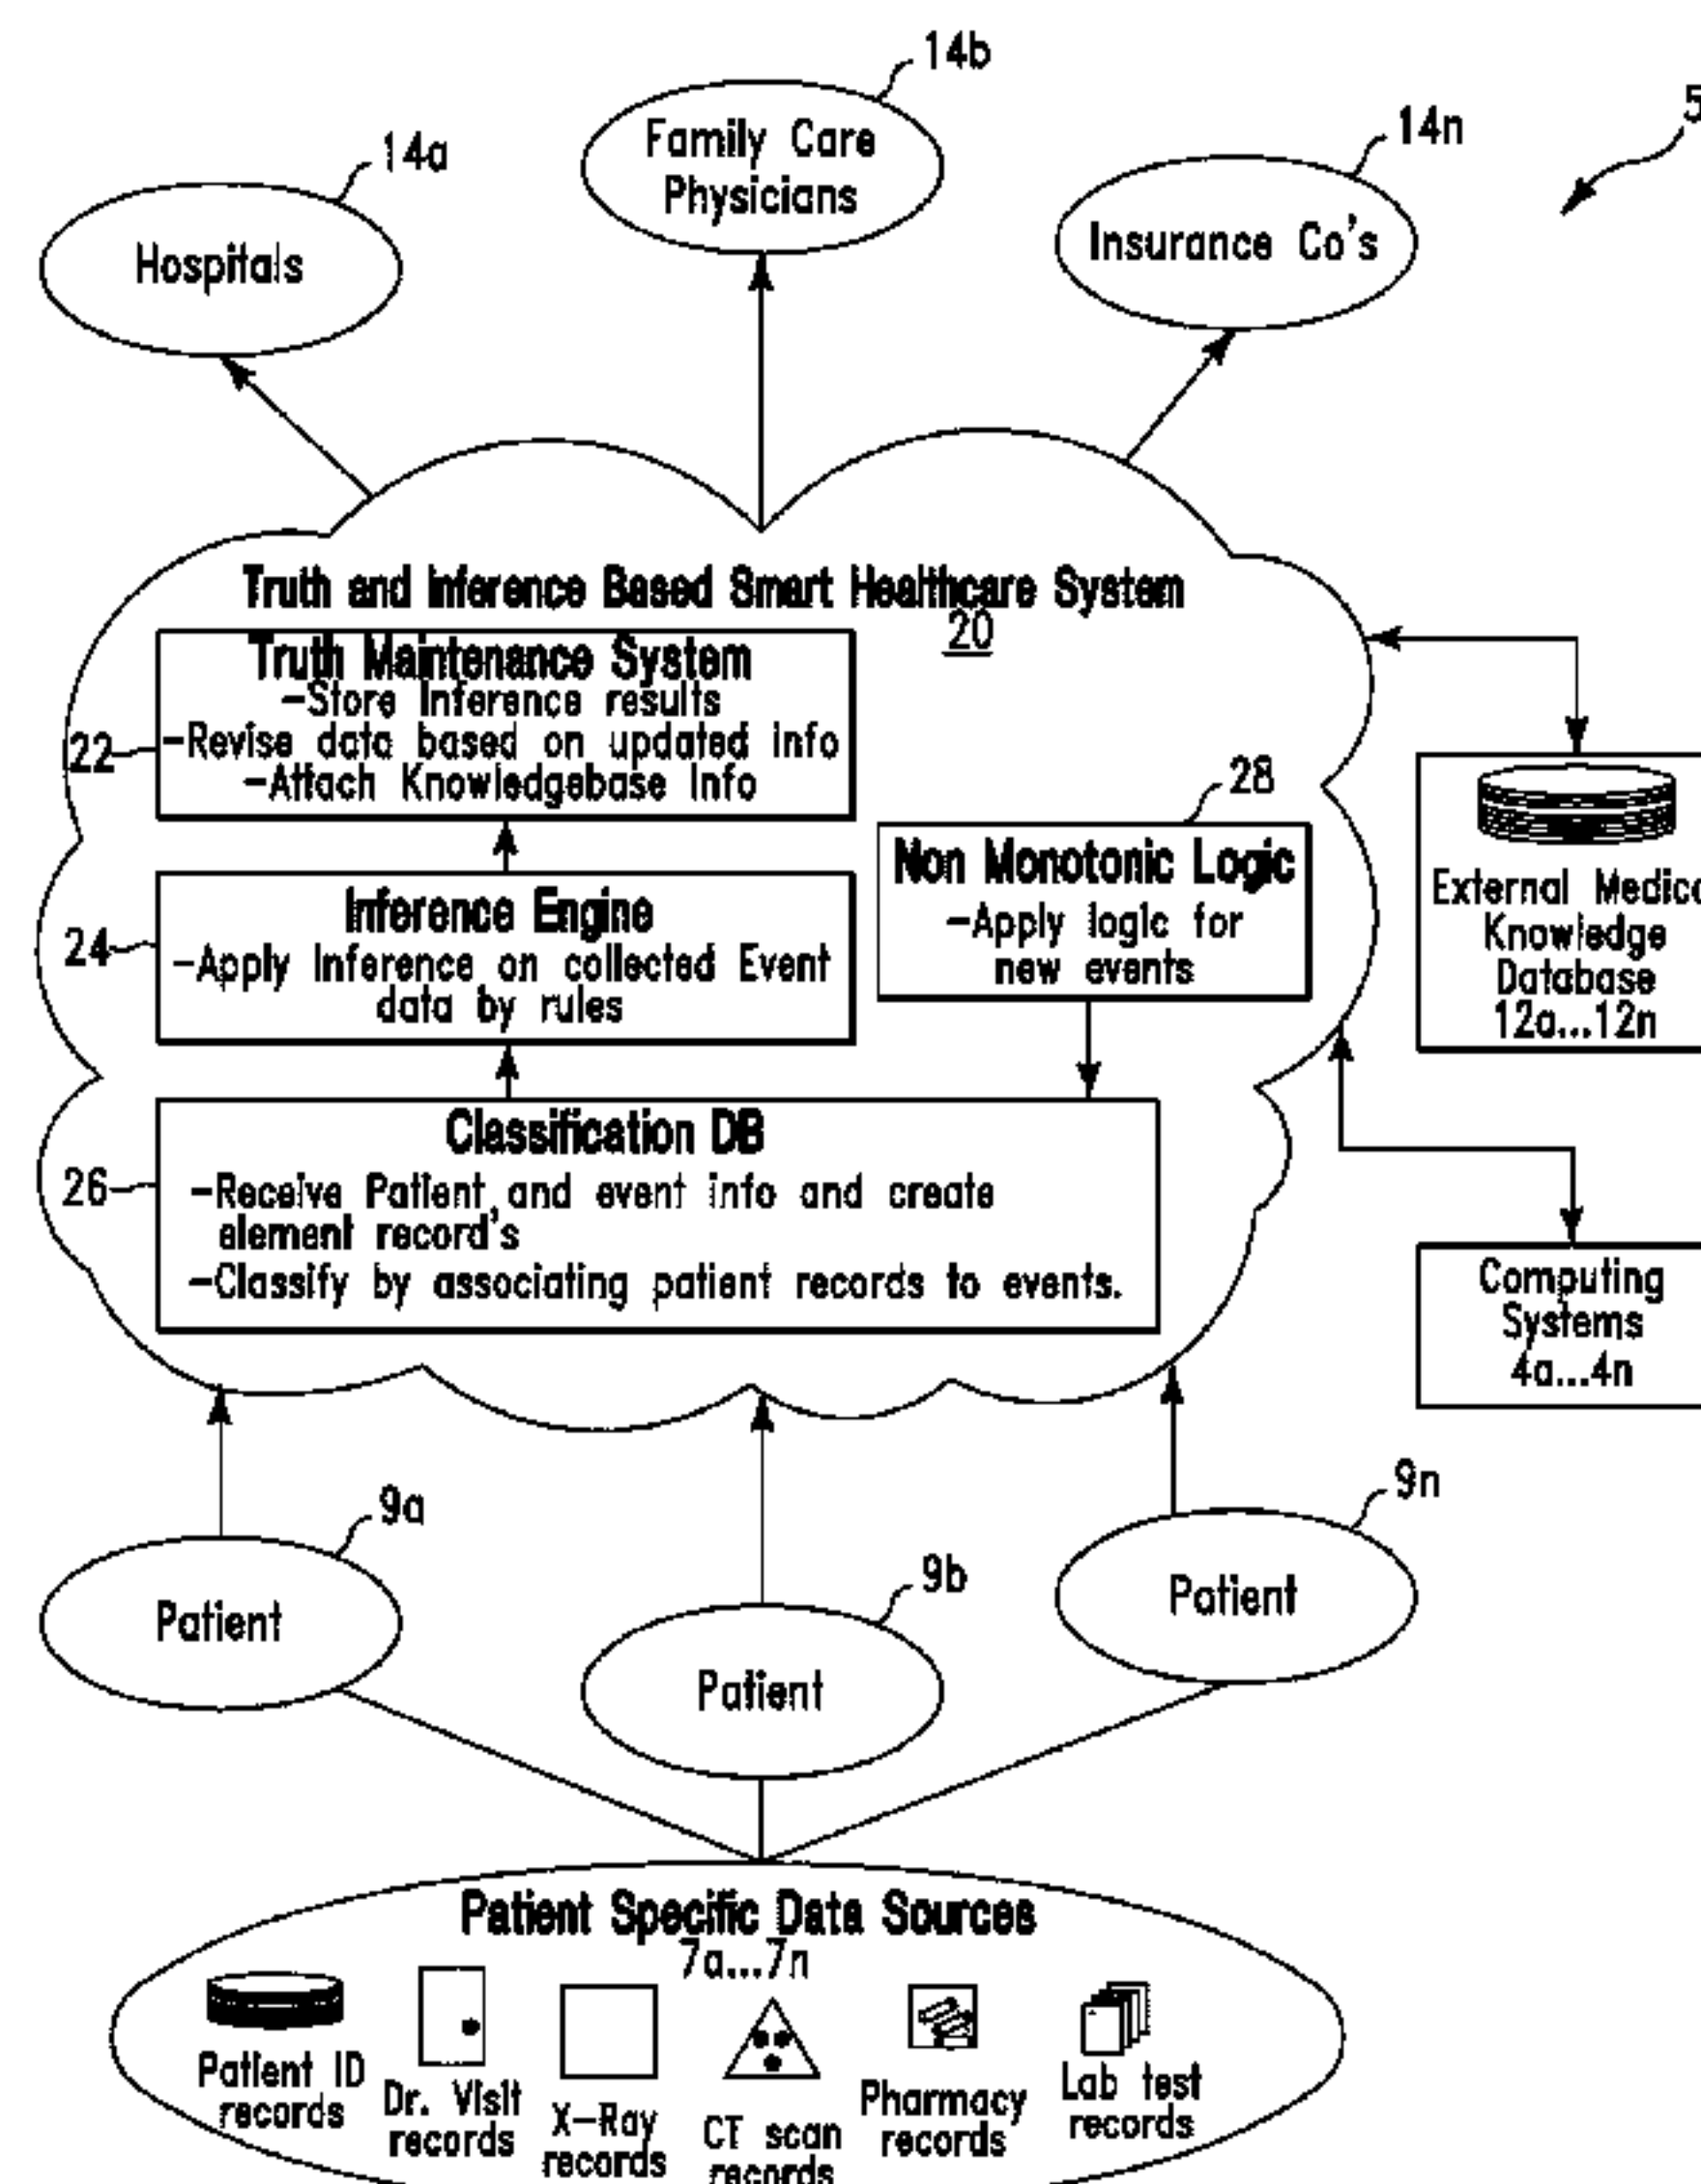 14b
5
Family Care
Physicians
14n
14a
Insurance Co's
Hospitals
Truth and Inference Based Smart Healthcare System
20
Truth Maintenance System
-Store Inference results
22
-Revise data based on updated info
-Attach Knowledgebase Info
28
Non Monotonic Logic
-Apply logic for
new events
Inference Engine
24
-Apply Inference on collected Event
data by rules
External Medica
Knowledge
Database
12a...12n
Classification DB
26
-Receive Patient, and event info and create
element record's
-Classify by associating patient records to events.
Computing
Systems
4a...4n
9a
9b
9n
Patient
Patient
Patient
Patient Specific Data Sources
7a...7n
Patient ID
records
Dr. Visit
records
X-Ray
records
CT scan
records
Pharmacy
records
Lab test
records